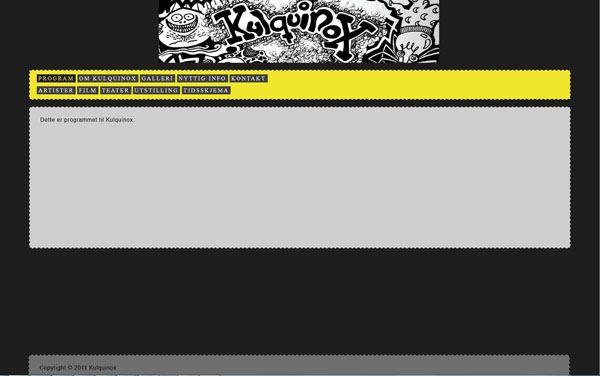 Kulquinox
PROGRAM OM KULQUINOX GALLERI NYTTIG INFO KONTAKT
ARTISTER FILM TEATER UTSTILLING TIDSSKJEMA
Dette er programmet til Kulquinox.
Copyright © 2011 Kulquinox